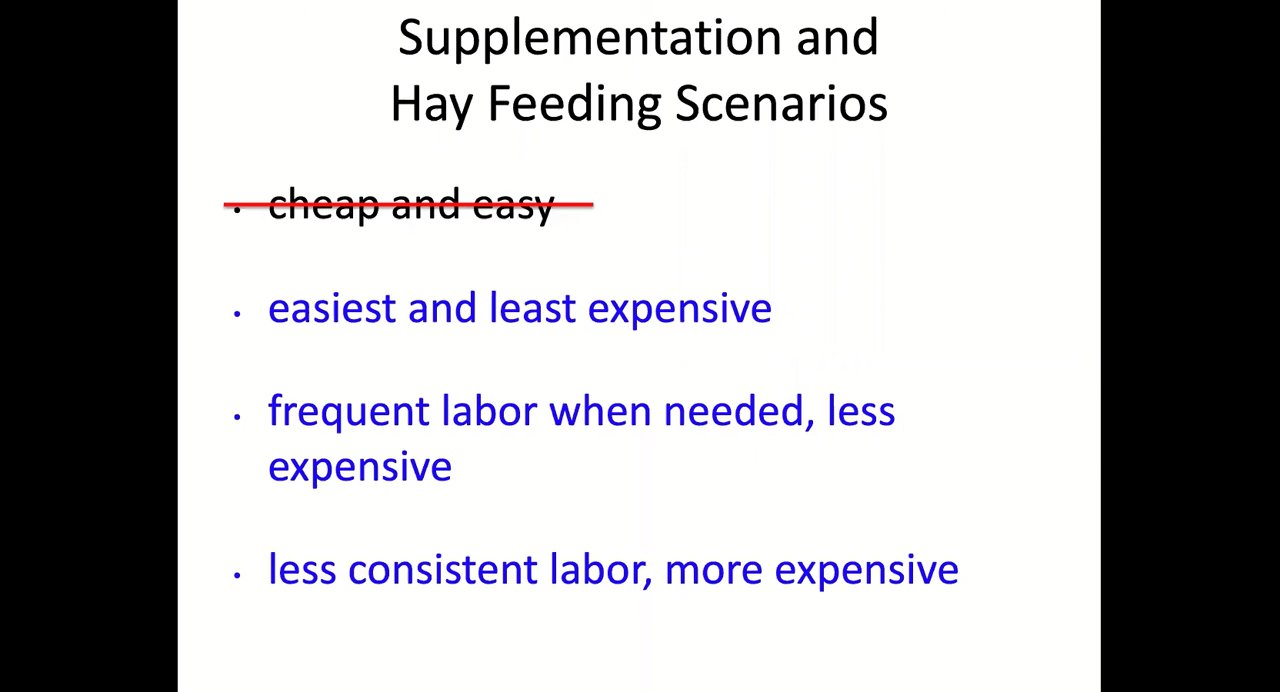 Supplementation and
Hay Feeding Scenarios
• cheap and easy
• easiest and least expensive
• frequent labor when needed, less
expensive
• less consistent labor, more expensive